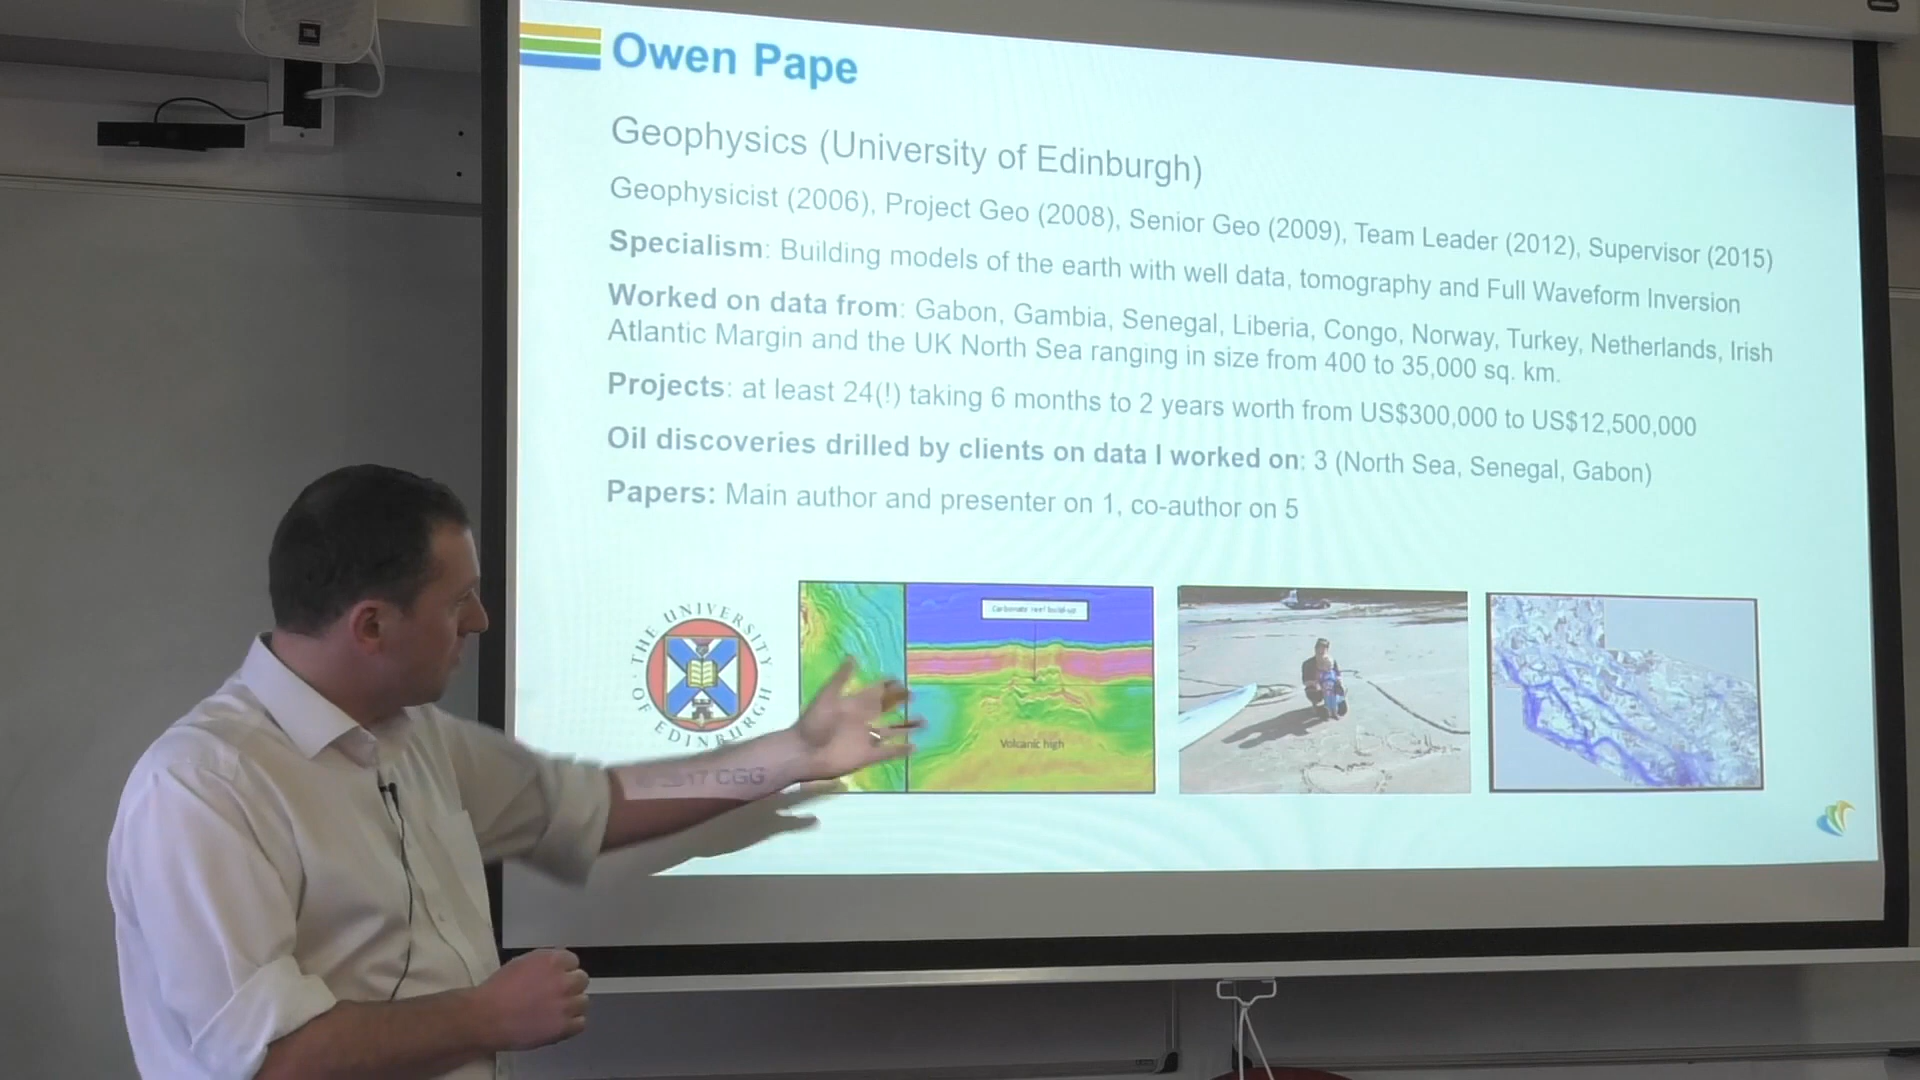 Owen Pape
Geophysics (University of Edinburgh)
Geophysicist (2006), Project Geo (2008), Senior Geo (2009), Team Leader (2012), Supervisor (2015)
Specialism: Building models of the earth with well data, tomography and Full Waveform Inversion
Worked on data from: Gabon, Gambia, Senegal, Liberia, Congo, Norway, Turkey, Netherlands, Irish
Atlantic Margin and the UK North Sea ranging in size from 400 to 35,000 sq. km.
Projects: at least 24(!) taking 6 months to 2 years worth from US$300,000 to US$12,500,000
Oil discoveries drilled by clients on data I worked on: 3 (North Sea, Senegal, Gabon)
Papers: Main author and presenter on 1, co-author on 5
THE UNIVERSITY OF EDINBURGH
Carbonate reef build-up
Volcanic high
17 CGG